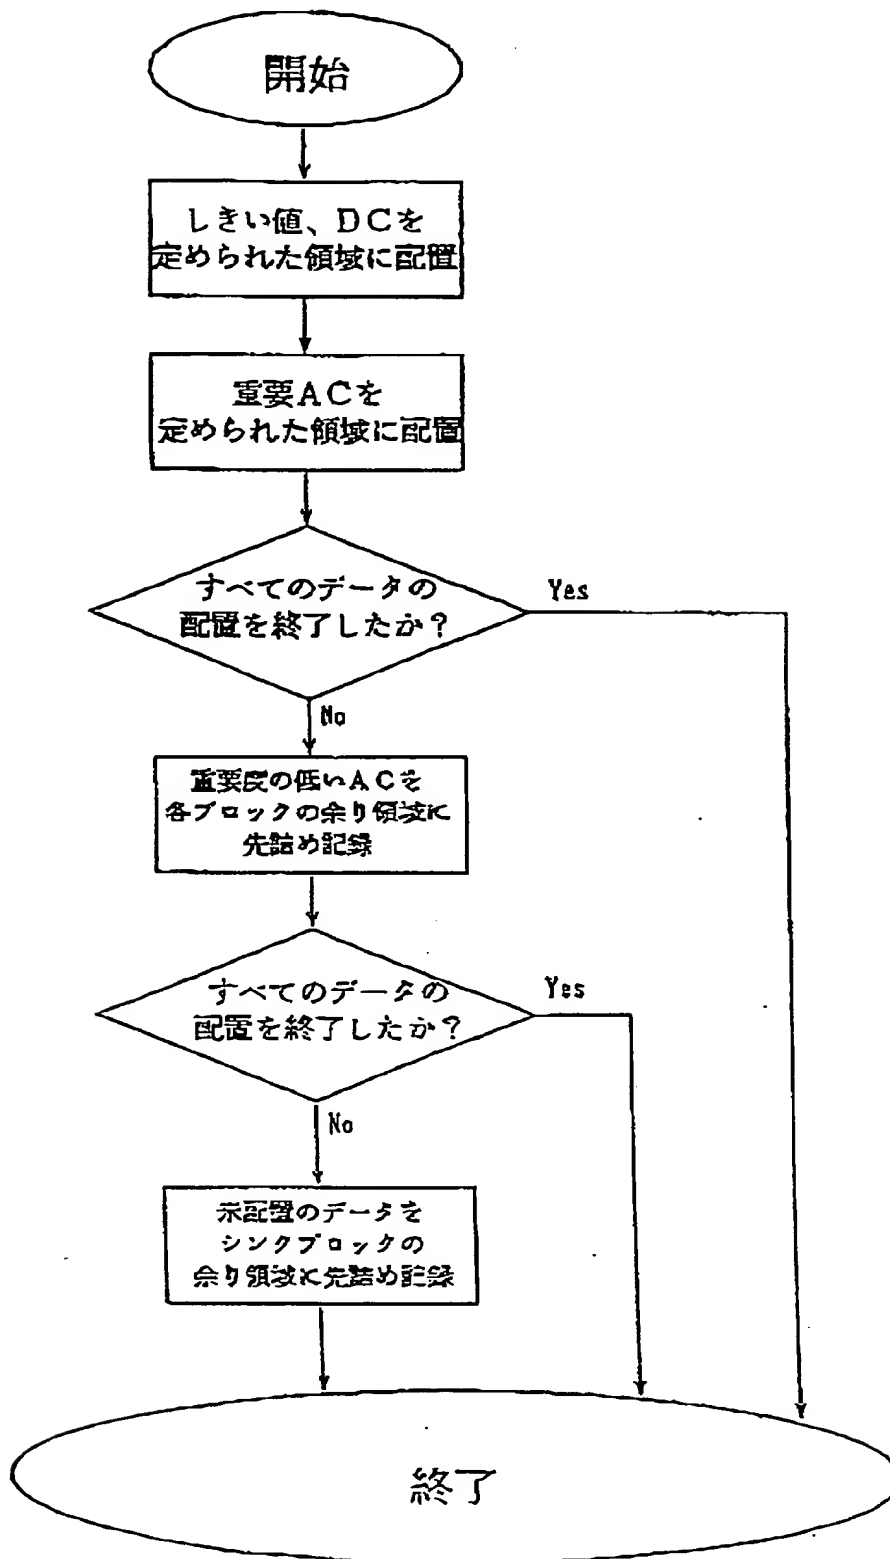 開始
しきい値、DCを
定められた領域に配置
重要ACを
定められた領域に配置
すべてのデータの
配置を終了したか？
Yes
No
重要度の低いACを
各ブロックの余り領域に
先詰め記録
すべてのデータの
配置を終了したか？
Yes
No
未配置のデータを
シンクブロックの
余り領域に先詰め記録
終了